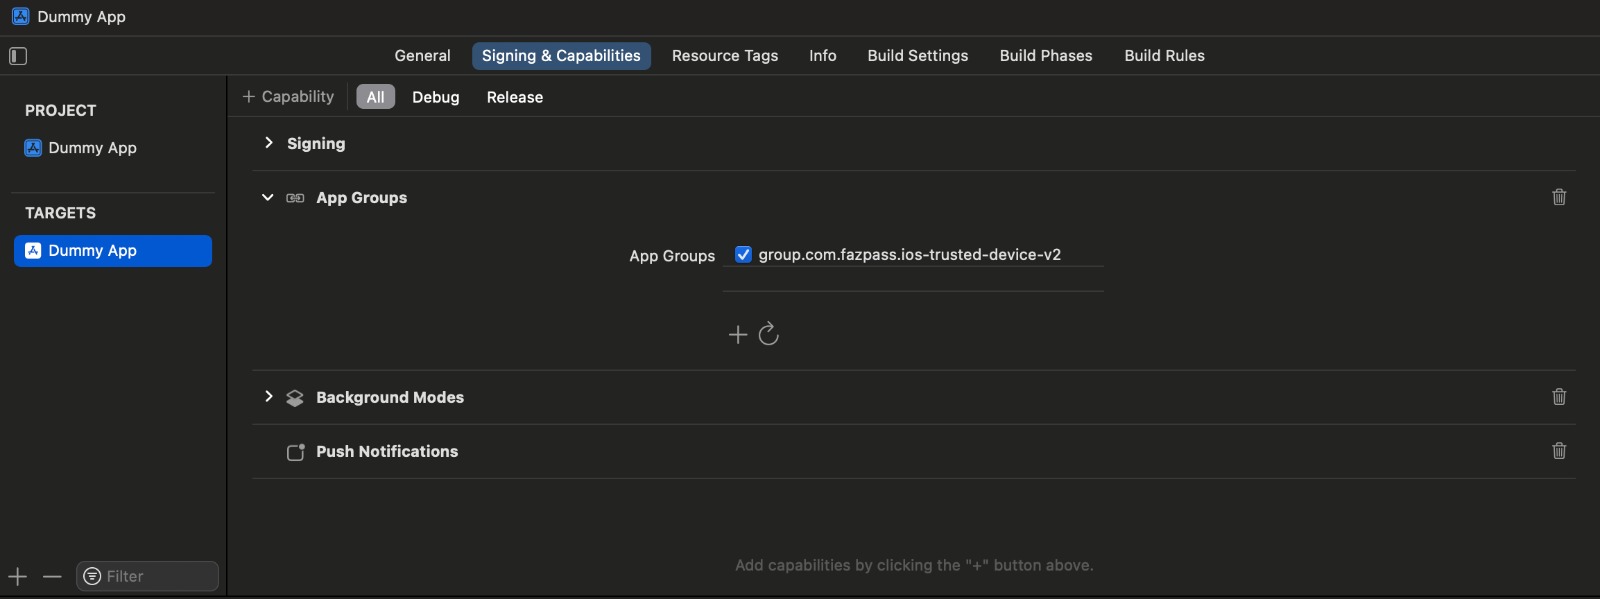 Dummy App
General Signing & Capabilities Resource Tags Info Build Settings Build Phases Build Rules
PROJECT
Dummy App
TARGETS
Dummy App
+ Capability All Debug Release
Signing
App Groups
App Groups group.com.fazpass.ios-trusted-device-v2
Background Modes
Push Notifications
Add capabilities by clicking the "+" button above.
Filter